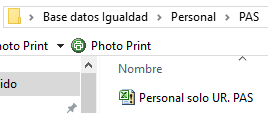 Base datos Igualdad > Personal > PAS
hoto Print Photo Print
Nombre
ido
Personal solo UR. PAS